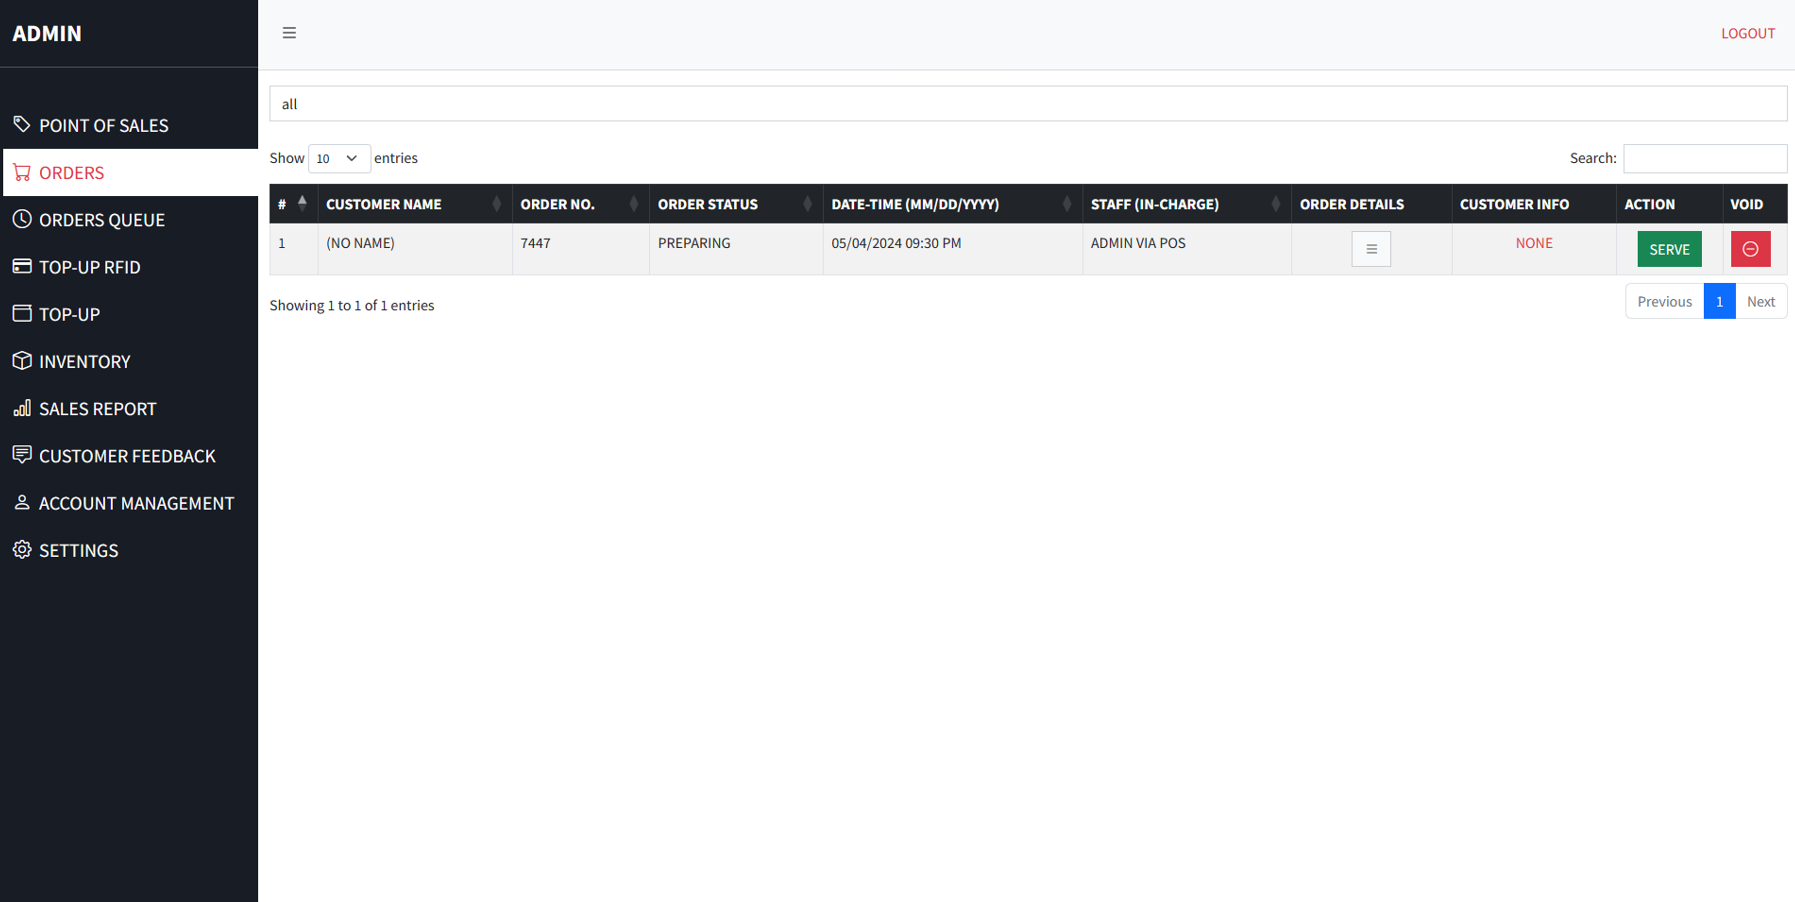 ADMIN
LOGOUT
all
POINT OF SALES
ORDERS
ORDERS QUEUE
TOP-UP RFID
TOP-UP
INVENTORY
SALES REPORT
CUSTOMER FEEDBACK
ACCOUNT MANAGEMENT
SETTINGS
Show 10 entries
Search:
# CUSTOMER NAME ORDER NO. ORDER STATUS DATE-TIME (MM/DD/YYYY) STAFF (IN-CHARGE) ORDER DETAILS CUSTOMER INFO ACTION VOID
1 (NO NAME) 7447 PREPARING 05/04/2024 09:30 PM ADMIN VIA POS NONE SERVE
Showing 1 to 1 of 1 entries
Previous 1 Next